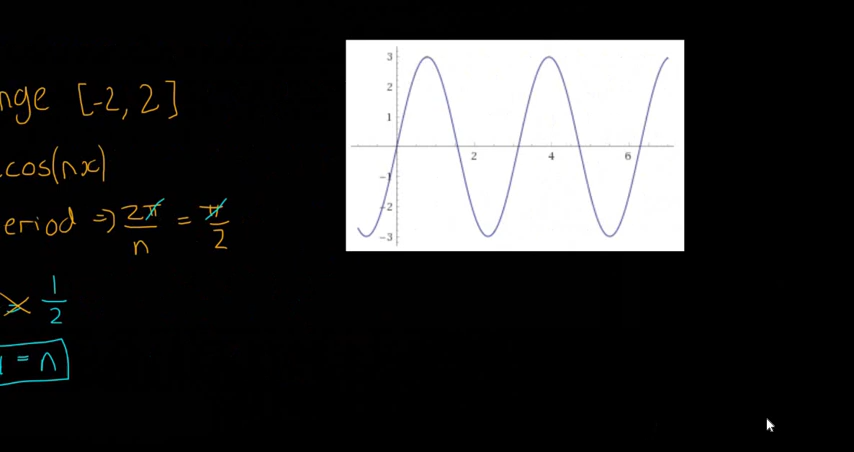 nge [-2, 2]
cos(nx)
eriod => 2π/n = π/2
1/2
= n
3
2
1
2 4 6
-1
-2
-3